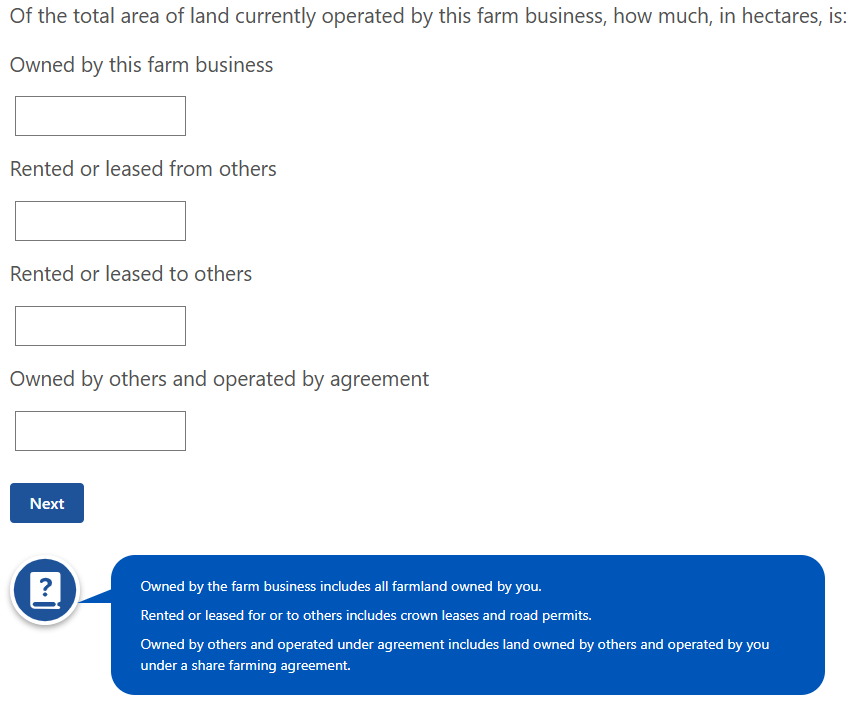 Of the total area of land currently operated by this farm business, how much, in hectares, is:
Owned by this farm business
Rented or leased from others
Rented or leased to others
Owned by others and operated by agreement
Next
?
Owned by the farm business includes all farmland owned by you.
Rented or leased for or to others includes crown leases and road permits.
Owned by others and operated under agreement includes land owned by others and operated by you
under a share farming agreement.